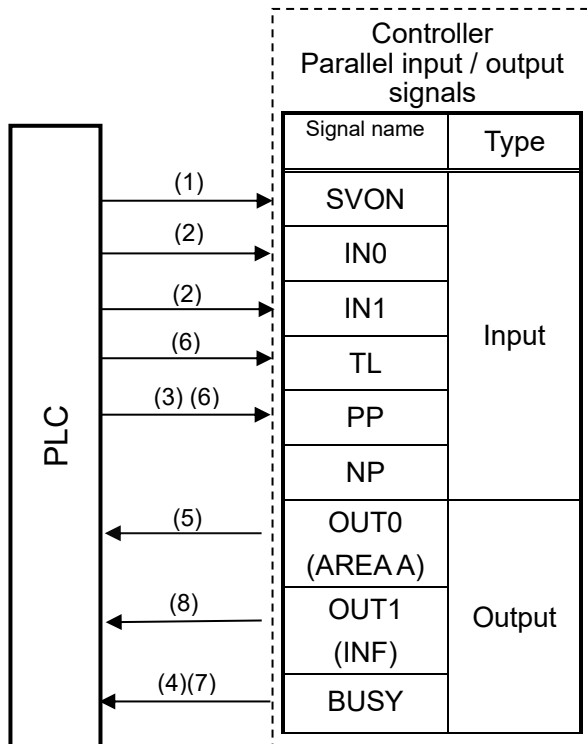 Controller
Parallel input / output
signals
Signal name
Type
(1)
SVON
(2)
IN0
(2)
IN1
Input
(6)
TL
(3) (6)
PP
PLC
NP
(5)
OUT0
(AREA A)
(8)
OUT1
(INF)
Output
(4)(7)
BUSY